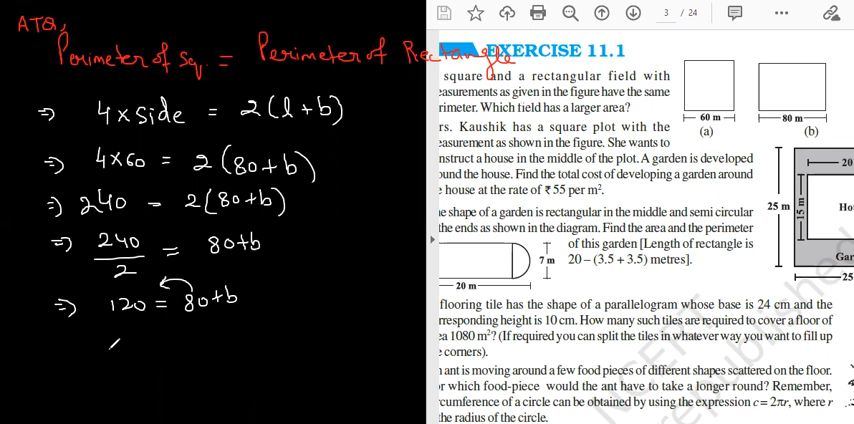 ATQ,
Perimeter of Sq. = Perimeter of Rectangle
⇒ 4 × side = 2 (l + b)
⇒ 4 × 60 = 2 (80 + b)
⇒ 240 = 2 (80 + b)
⇒ 240/2 = 80 + b
⇒ 120 = 80 + b
3 / 24
EXERCISE 11.1
square and a rectangular field with
easurements as given in the figure have the same
rimeter. Which field has a larger area?
60 m
(a)
80 m
(b)
rs. Kaushik has a square plot with the
easurement as shown in the figure. She wants to
nstruct a house in the middle of the plot. A garden is developed
ound the house. Find the total cost of developing a garden around
e house at the rate of ₹ 55 per m².
20
25 m
15 m
Ho
Gar
25
he shape of a garden is rectangular in the middle and semi circular
the ends as shown in the diagram. Find the area and the perimeter
of this garden [Length of rectangle is
20 – (3.5 + 3.5) metres].
7 m
20 m
flooring tile has the shape of a parallelogram whose base is 24 cm and the
rresponding height is 10 cm. How many such tiles are required to cover a floor of
ea 1080 m²? (If required you can split the tiles in whatever way you want to fill up
e corners).
ant is moving around a few food pieces of different shapes scattered on the floor.
or which food-piece would the ant have to take a longer round? Remember,
rcumference of a circle can be obtained by using the expression c = 2πr, where r
the radius of the circle.
NCERT
republished